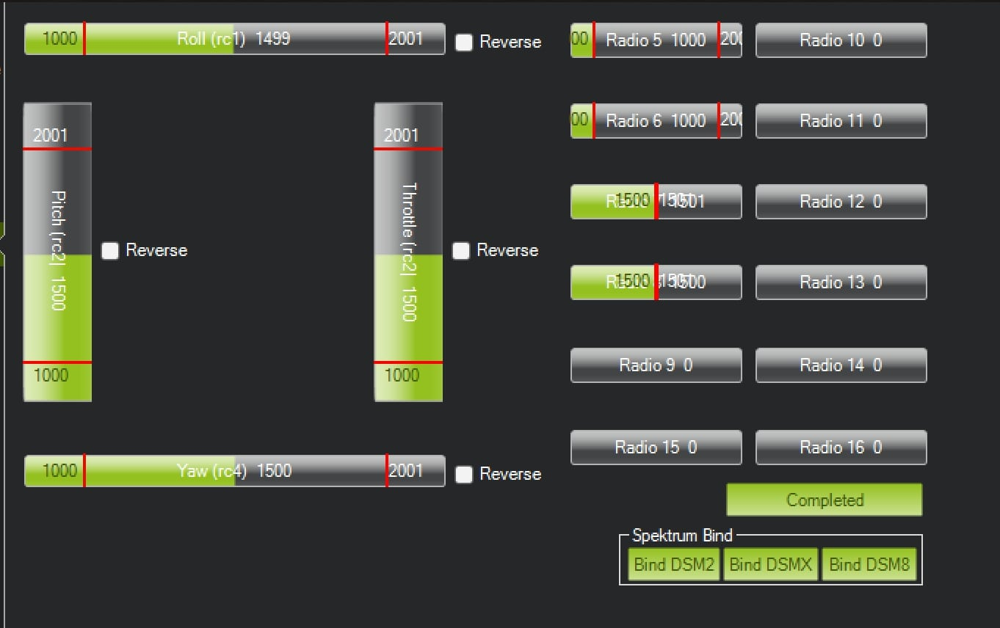 1000 Roll (rc1) 1499 2001
Reverse
2001
Pitch (rc2) 1500
1000
Reverse
2001
Throttle (rc2) 1500
1000
Reverse
1000 Yaw (rc4) 1500 2001
Reverse
00 Radio 5 1000 200
Radio 10 0
00 Radio 6 1000 200
Radio 11 0
1500 1501
Radio 12 0
1500 1500
Radio 13 0
Radio 9 0
Radio 14 0
Radio 15 0
Radio 16 0
Completed
Spektrum Bind
Bind DSM2 Bind DSMX Bind DSM8